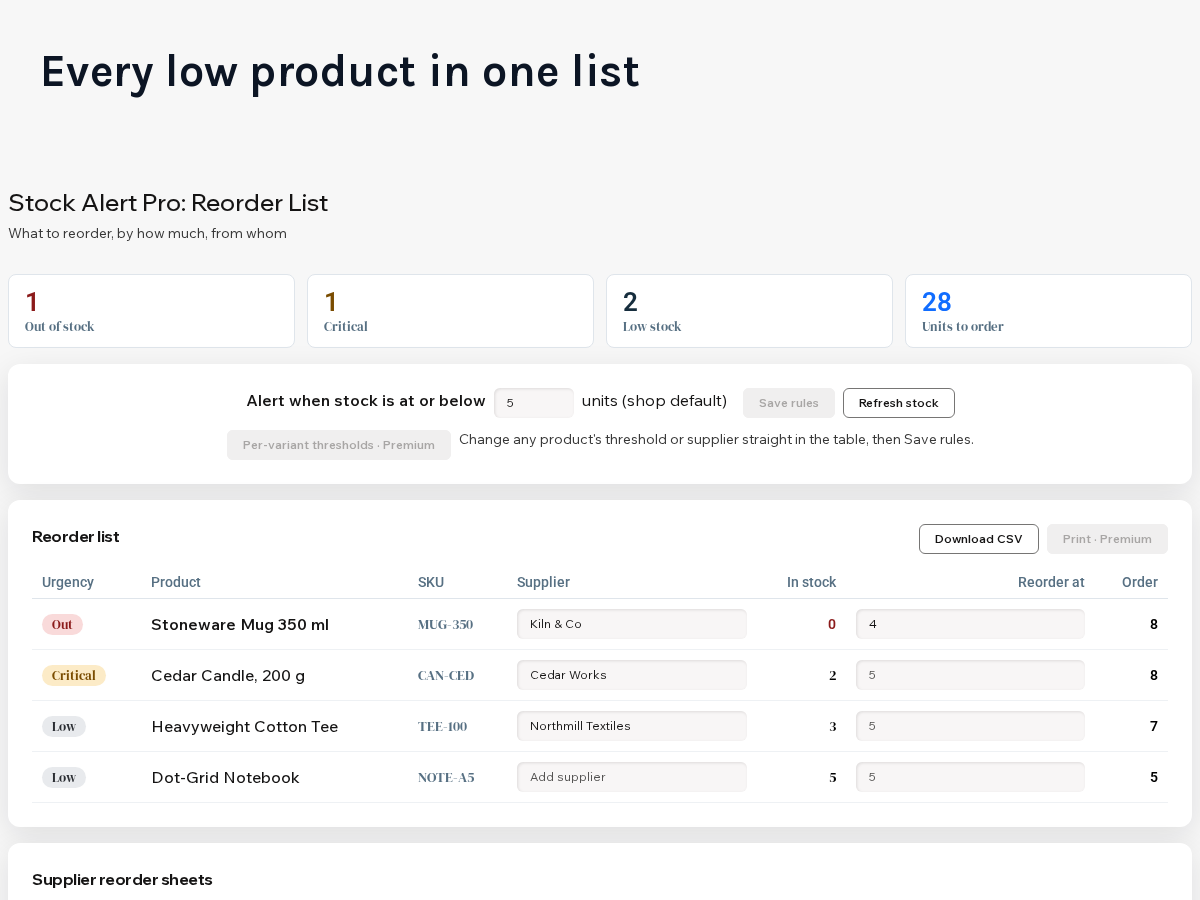 Every low product in one list
Stock Alert Pro: Reorder List
What to reorder, by how much, from whom
1
Out of stock
1
Critical
2
Low stock
28
Units to order
Alert when stock is at or below 5 units (shop default) Save rules Refresh stock
Per-variant thresholds · Premium Change any product's threshold or supplier straight in the table, then Save rules.
Reorder list Download CSV Print · Premium
Urgency Product SKU Supplier In stock Reorder at Order
Out Stoneware Mug 350 ml MUG-350 Kiln & Co 0 4 8
Critical Cedar Candle, 200 g CAN-CED Cedar Works 2 5 8
Low Heavyweight Cotton Tee TEE-100 Northmill Textiles 3 5 7
Low Dot-Grid Notebook NOTE-A5 Add supplier 5 5 5
Supplier reorder sheets